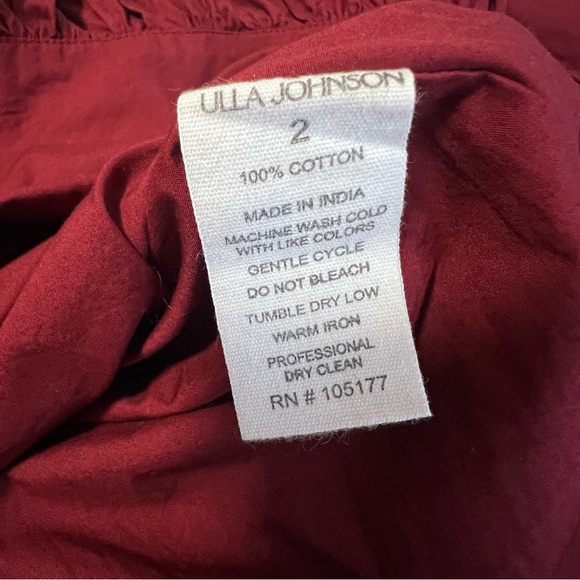 ULLA JOHNSON
2
100% COTTON
MADE IN INDIA
MACHINE WASH COLD
WITH LIKE COLORS
GENTLE CYCLE
DO NOT BLEACH
TUMBLE DRY LOW
WARM IRON
PROFESSIONAL
DRY CLEAN
RN # 105177